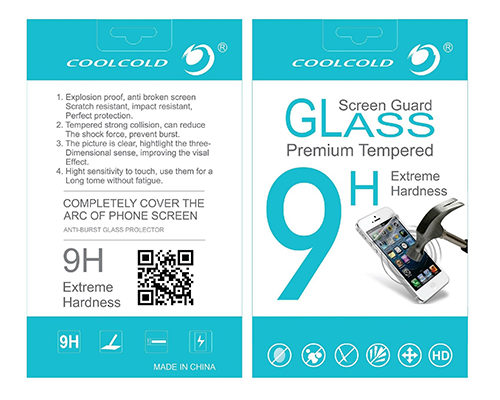 COOLCOLD ®
1. Explosion proof, anti broken screen
Scratch resistant, impact resistant,
Perfect protection.
2. Tempered strong collision, can reduce
The shock force, prevent burst.
3. The picture is clear, hightlight the three-
Dimensional sense, improving the visal
Effect.
4. Hight sensitivity to touch, use them for a
Long tome without fatigue.
COMPLETELY COVER THE
ARC OF PHONE SCREEN
ANTI-BURST GLASS PROLECTOR
9H
Extreme
Hardness
9H
MADE IN CHINA
COOLCOLD ®
Screen Guard
GLASS
Premium Tempered
9H
Extreme
Hardness
HD